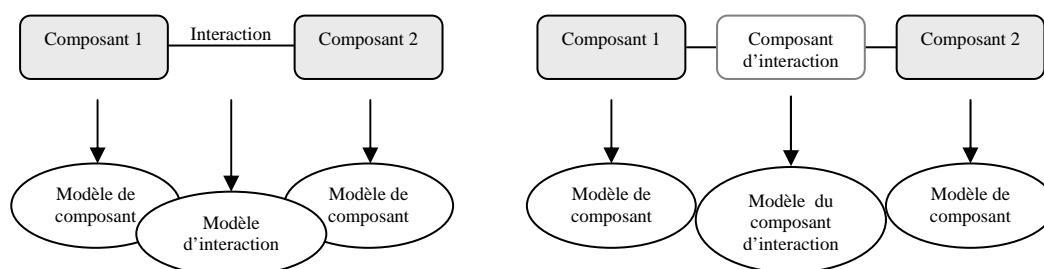 Composant 1
Interaction
Composant 2
Modèle de
composant
Modèle
d'interaction
Modèle de
composant
Composant 1
Composant
d'interaction
Composant 2
Modèle de
composant
Modèle du
composant
d'interaction
Modèle de
composant